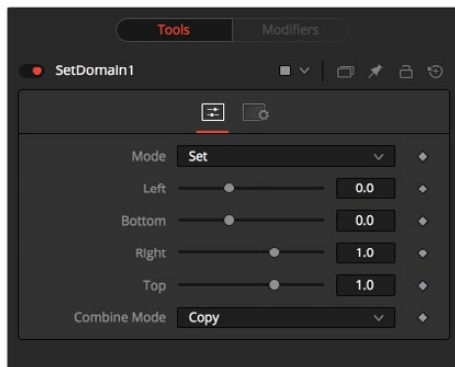 Tools Modifiers
SetDomain1
Mode Set
Left 0.0
Bottom 0.0
Right 1.0
Top 1.0
Combine Mode Copy